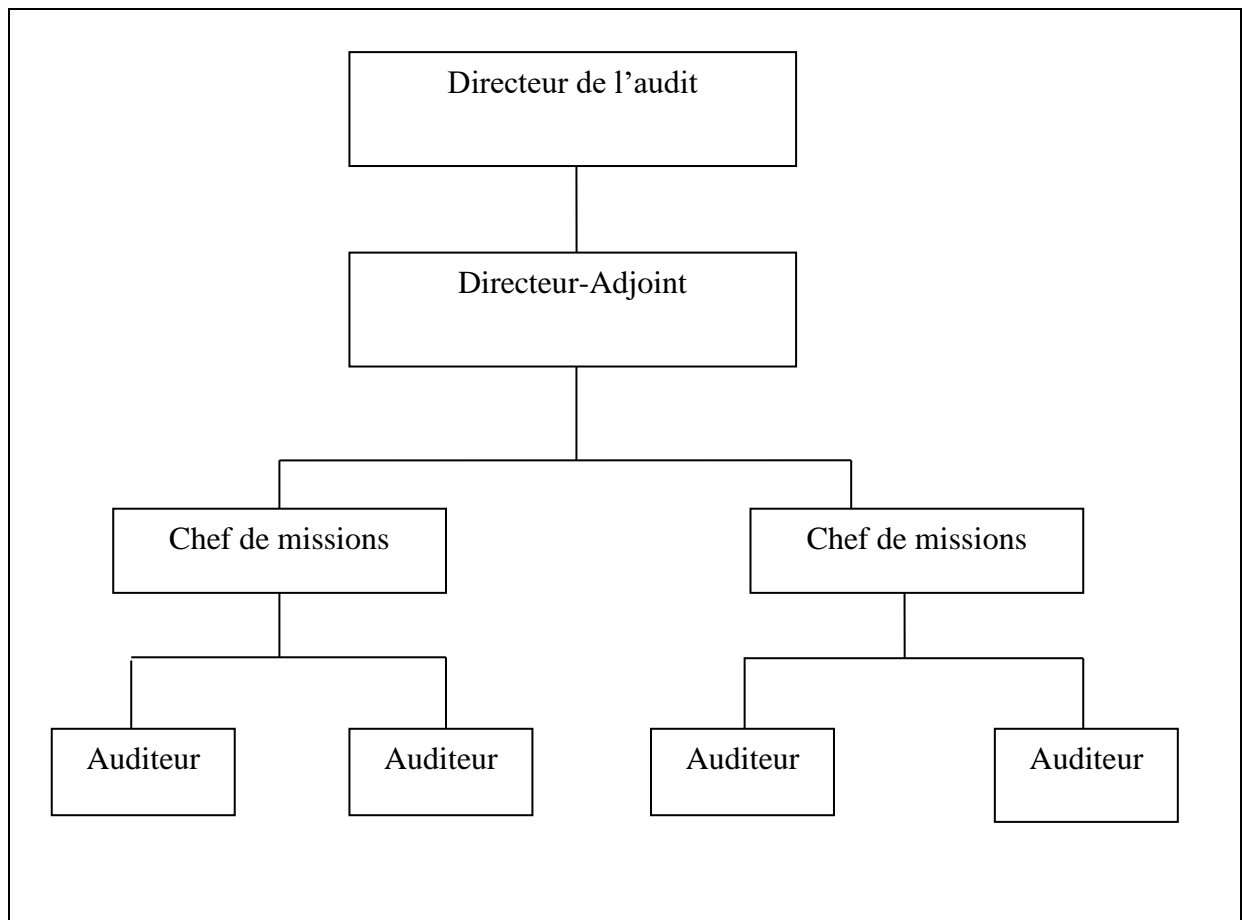 Directeur de l’audit
Directeur-Adjoint
Chef de missions
Chef de missions
Auditeur
Auditeur
Auditeur
Auditeur